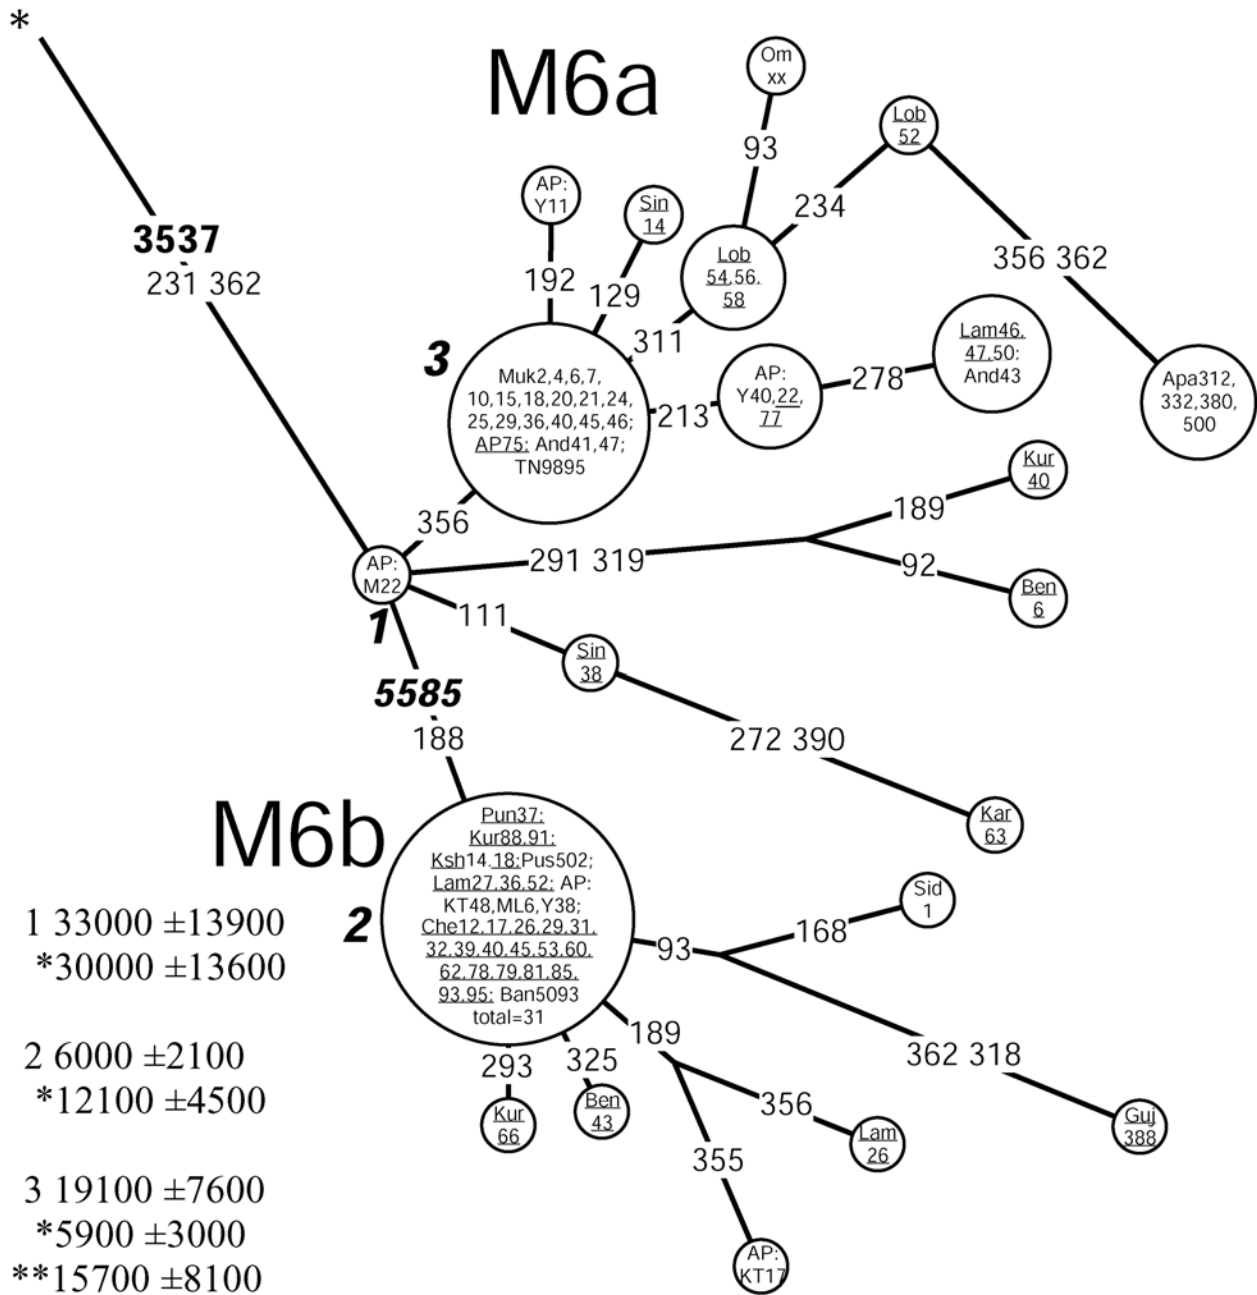 *
M6a
Om
xx
Lob
52
93
234
AP:
Y11
Sin
14
3537
231 362
192
129
Lob
54,56,
58
356 362
311
3
Muk2,4,6,7,
10,15,18,20,21,24,
25,29,36,40,45,46;
AP75; And41,47;
TN9895
213
AP:
Y40,22,
77
278
Lam46,
47,50;
And43
Apa312,
332,380,
500
356
Kur
40
189
291 319
92
Ben
6
AP:
M22
1
111
Sin
38
5585
188
272 390
Kar
63
M6b
2
Pun37;
Kur88,91;
Ksh14,18;Pus502;
Lam27,36,52; AP:
KT48,ML6,Y38;
Che12,17,26,29,31,
32,39,40,45,53,60,
62,78,79,81,85,
93,95; Ban5093
total=31
Sid
1
168
93
189
362 318
293
325
Kur
66
Ben
43
356
Lam
26
Guj
388
355
AP:
KT17
1 33000 ±13900
*30000 ±13600
2 6000 ±2100
*12100 ±4500
3 19100 ±7600
*5900 ±3000
**15700 ±8100